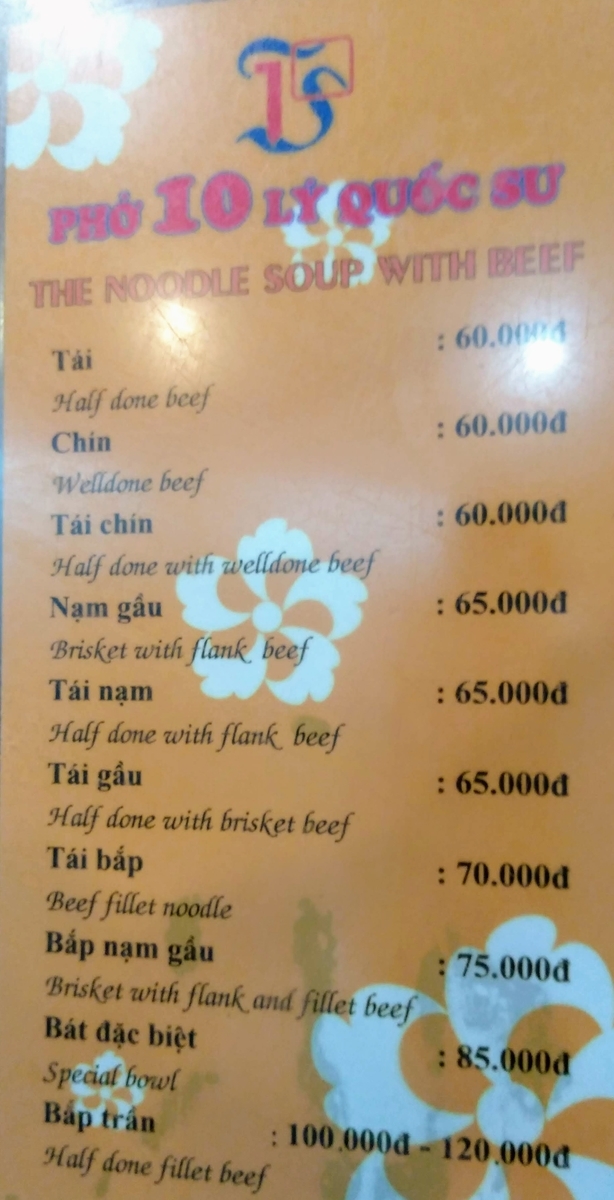 PHỞ 10 LÝ QUỐC SƯ
THE NOODLE SOUP WITH BEEF
Tái : 60.000đ
Half done beef
Chín : 60.000đ
Welldone beef
Tái chín : 60.000đ
Half done with welldone beef
Nạm gầu : 65.000đ
Brisket with flank beef
Tái nạm : 65.000đ
Half done with flank beef
Tái gầu : 65.000đ
Half done with brisket beef
Tái bắp : 70.000đ
Beef fillet noodle
Bắp nạm gầu : 75.000đ
Brisket with flank and fillet beef
Bát đặc biệt : 85.000đ
Special bowl
Bắp trần : 100.000đ - 120.000đ
Half done fillet beef